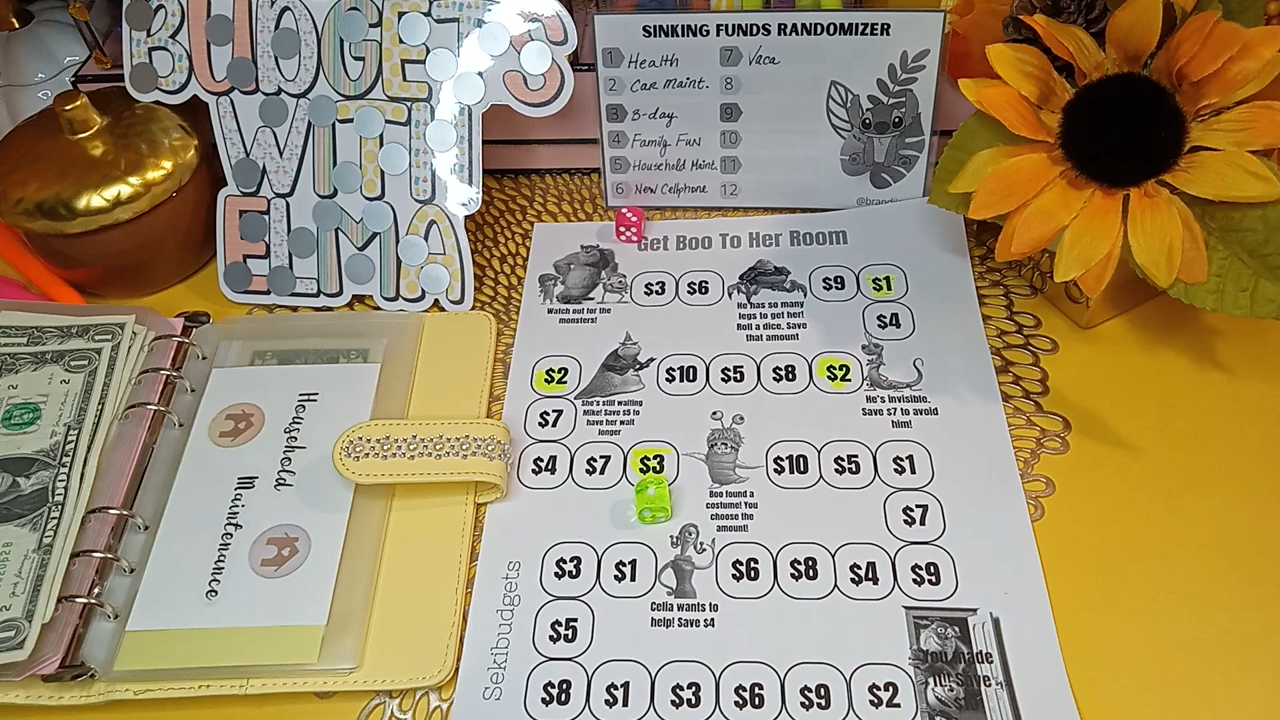 BUDGETS
WITH
ELMA
SINKING FUNDS RANDOMIZER
1 Health
2 Car Maint.
3 B-day
4 Family Fun
5 Household Maint.
6 New Cellphone
7 Vaca
8
9
10
11
12
Get Boo To Her Room
Watch out for the
monsters!
$3 $6
He has so many
legs to get her!
Roll a dice. Save
that amount
$9 $1
$4
$2
She's still waiting
Mike! Save $5 to
have her wait
longer
$10 $5 $8 $2
He's invisible.
Save $7 to avoid
him!
$7
$4 $7 $3
Boo found a
costume! You
choose the
amount!
$10 $5 $1
$7
$3 $1
Celia wants to
help! Save $4
$6 $8 $4 $9
$5
$8 $1 $3 $6 $9 $2
You made
it! Save
Sekibudgets
Household
Maintenance